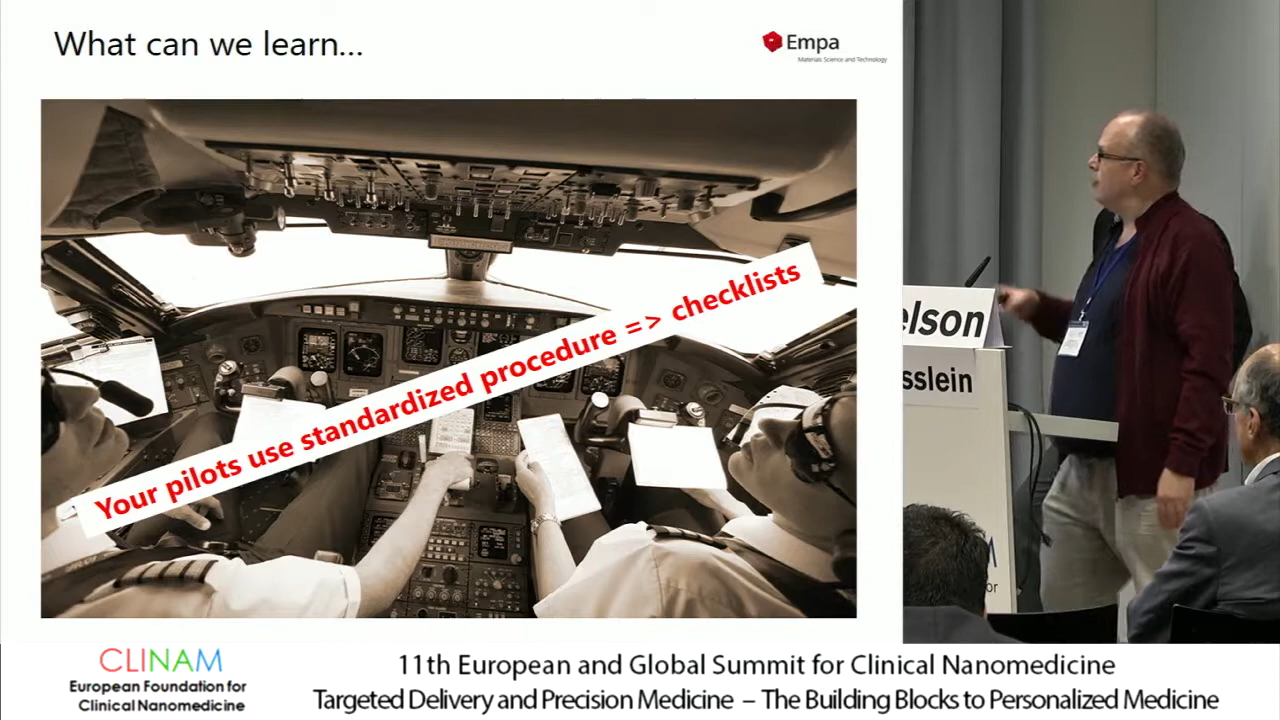 What can we learn...
Empa
Materials Science and Technology
Your pilots use standardized procedure => checklists
elson
sslein
M
or
CLINAM
European Foundation for
Clinical Nanomedicine
11th European and Global Summit for Clinical Nanomedicine
Targeted Delivery and Precision Medicine – The Building Blocks to Personalized Medicine